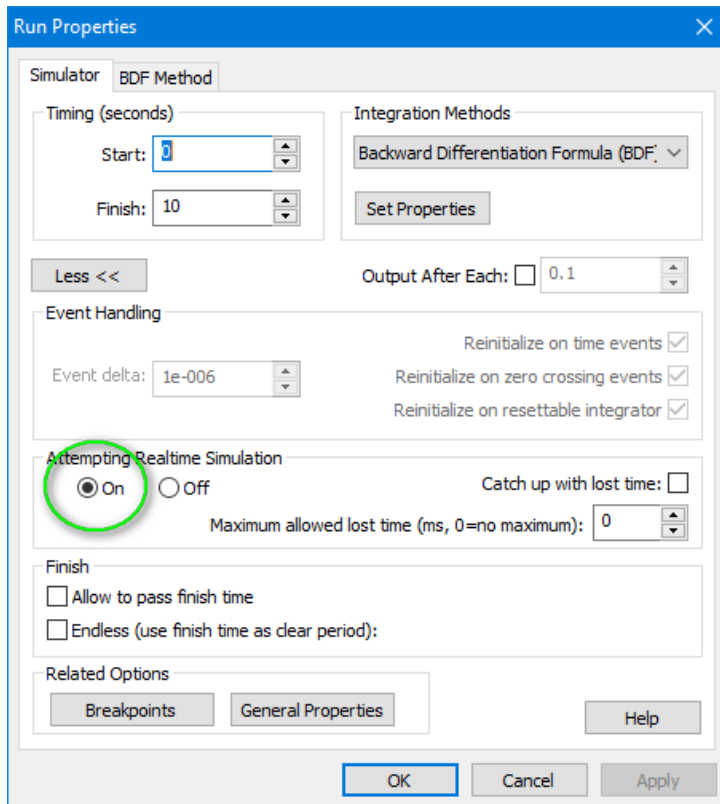 Run Properties
Simulator BDF Method
Timing (seconds)
Start: 0
Finish: 10
Integration Methods
Backward Differentiation Formula (BDF)
Set Properties
Less << Output After Each: 0.1
Event Handling
Reinitialize on time events
Event delta: 1e-006 Reinitialize on zero crossing events
Reinitialize on resettable integrator
Attempting Realtime Simulation
On Off Catch up with lost time:
Maximum allowed lost time (ms, 0=no maximum): 0
Finish
Allow to pass finish time
Endless (use finish time as clear period):
Related Options
Breakpoints General Properties Help
OK Cancel Apply